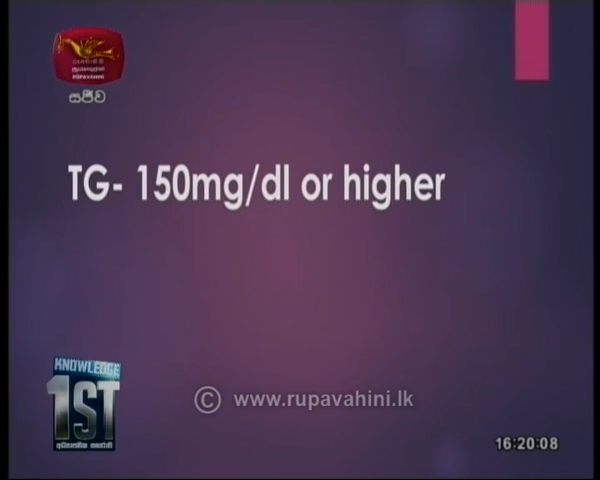 සජීව
TG- 150mg/dl or higher
KNOWLEDGE
1ST
© www.rupavahini.lk
16:20:08